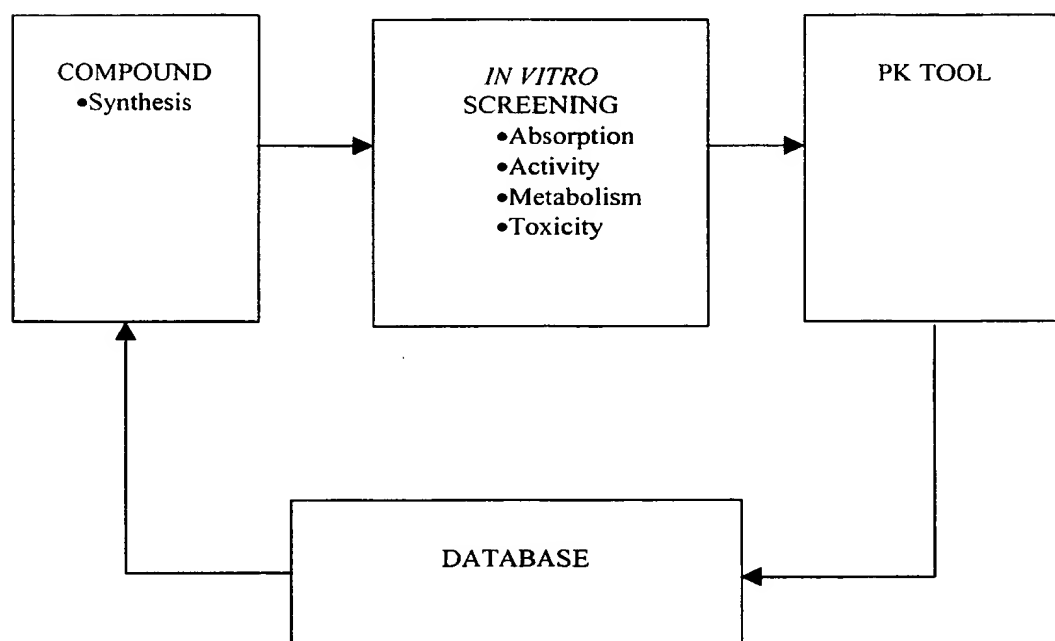 COMPOUND
•Synthesis
IN VITRO
SCREENING
•Absorption
•Activity
•Metabolism
•Toxicity
PK TOOL
DATABASE